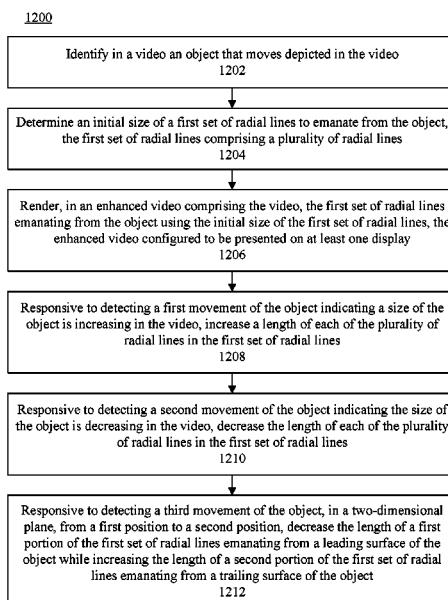 1200
Identify in a video an object that moves depicted in the video
1202
Determine an initial size of a first set of radial lines to emanate from the object,
the first set of radial lines comprising a plurality of radial lines
1204
Render, in an enhanced video comprising the video, the first set of radial lines
emanating from the object using the initial size of the first set of radial lines, the
enhanced video configured to be presented on at least one display
1206
Responsive to detecting a first movement of the object indicating a size of the
object is increasing in the video, increase a length of each of the plurality of
radial lines in the first set of radial lines
1208
Responsive to detecting a second movement of the object indicating the size of
the object is decreasing in the video, decrease the length of each of the plurality
of radial lines in the first set of radial lines
1210
Responsive to detecting a third movement of the object, in a two-dimensional
plane, from a first position to a second position, decrease the length of a first
portion of the first set of radial lines emanating from a leading surface of the
object while increasing the length of a second portion of the first set of radial
lines emanating from a trailing surface of the object
1212